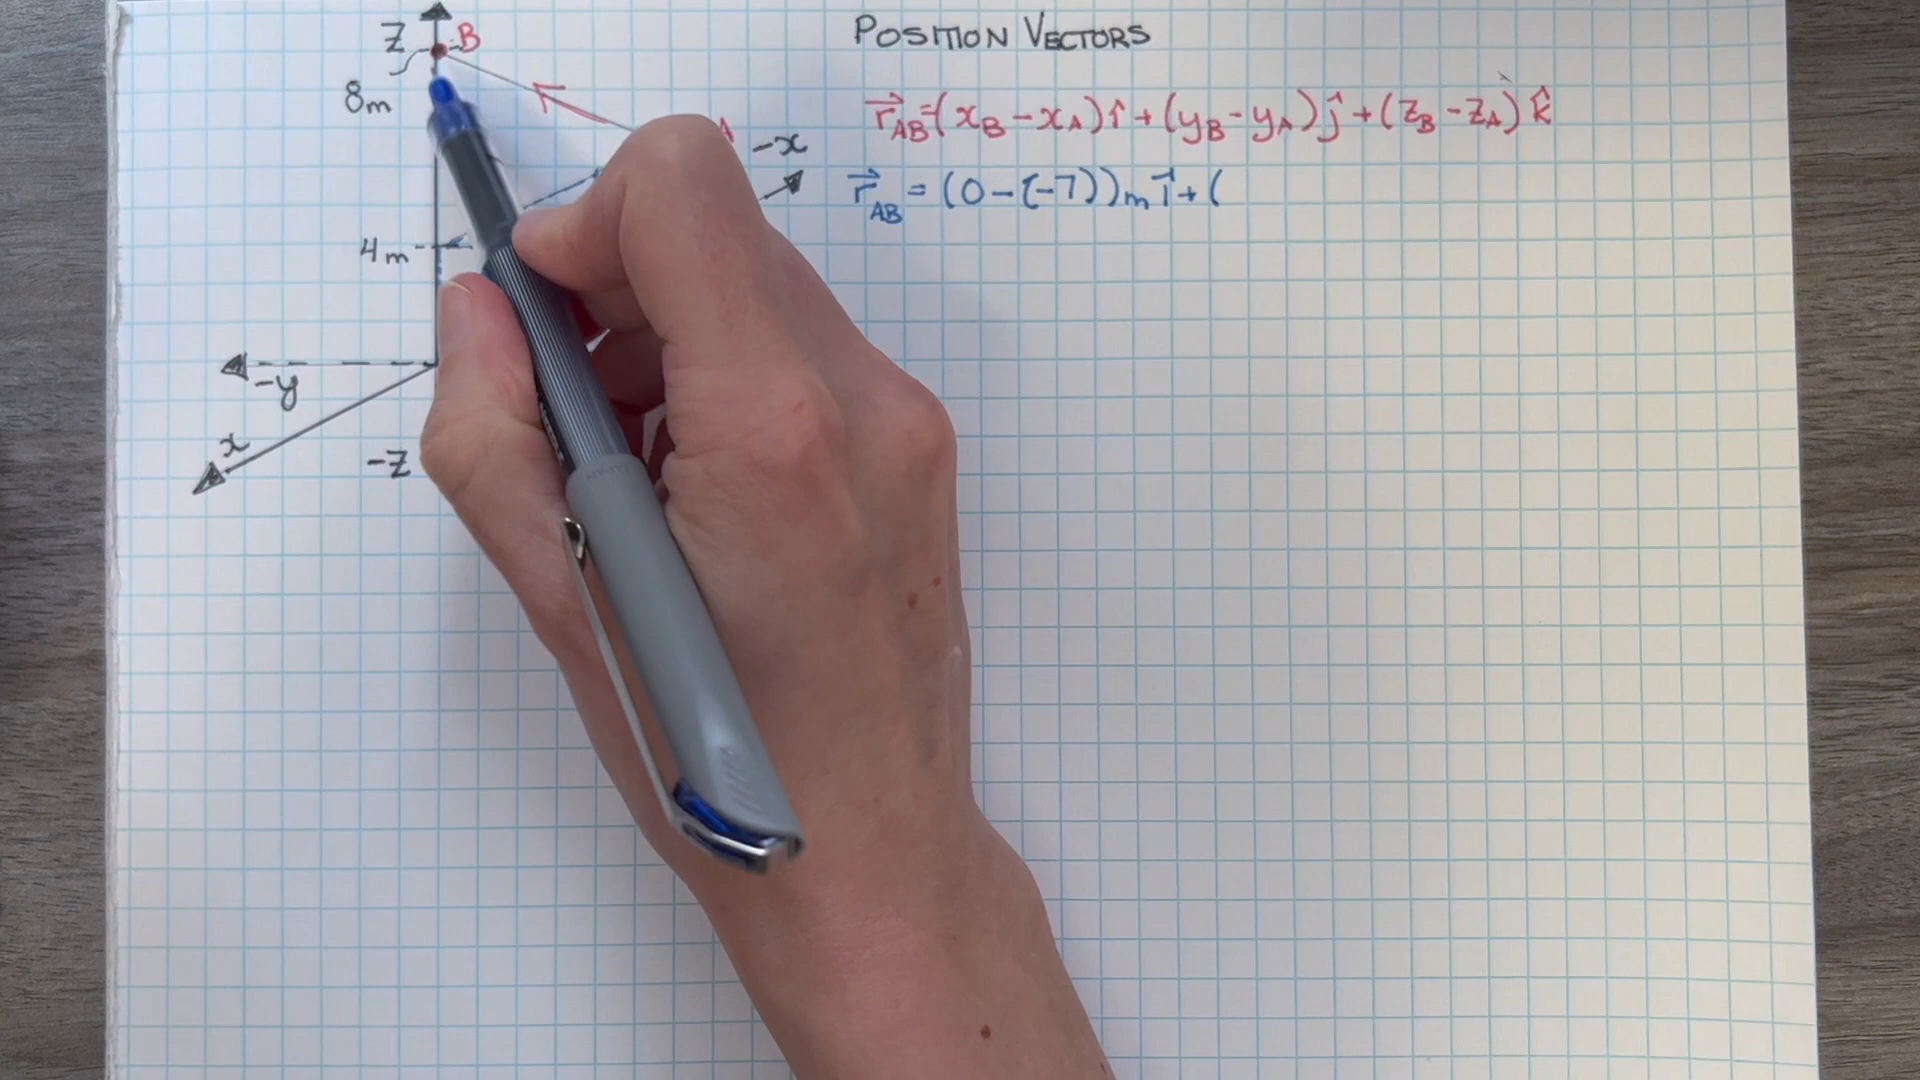 POSITION VECTORS
Z
B
8m
A
-x
4m
-y
x
-Z
r⃗AB=(xB-xA)î+(yB-yA)ĵ+(zB-zA)k̂
r⃗AB = (0-(-7))m î+(